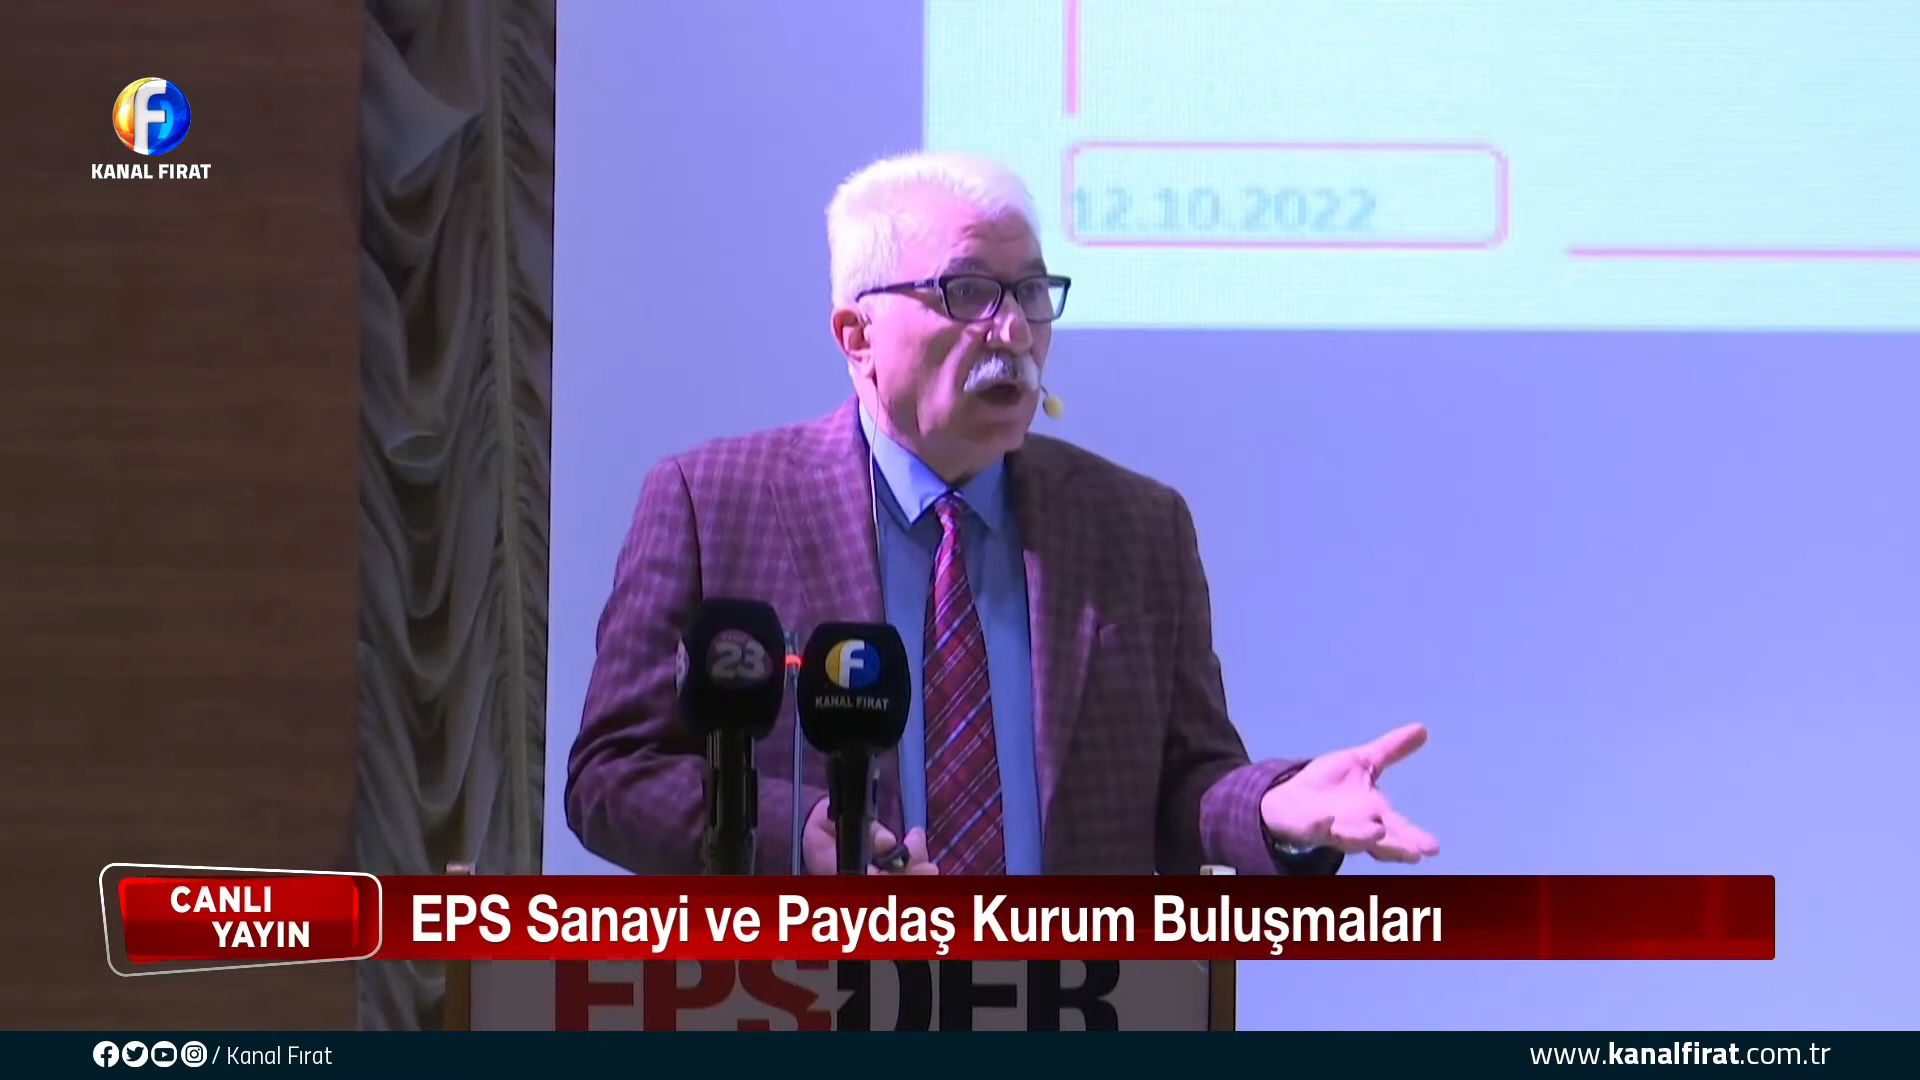 F
KANAL FIRAT
12.10.2022
23
F
KANAL FIRAT
CANLI
YAYIN
EPS Sanayi ve Paydaş Kurum Buluşmaları
EPSDER
/ Kanal Fırat
www.kanalfirat.com.tr